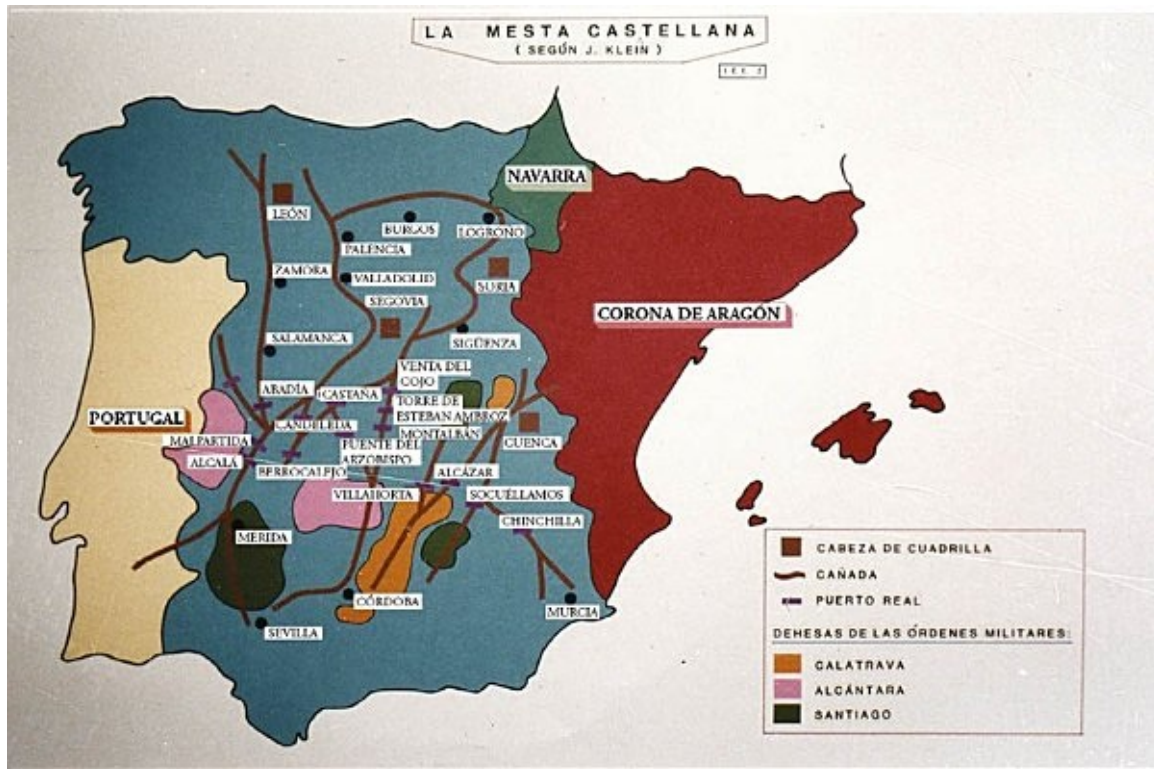 LA MESTA CASTELLANA
( SEGÚN J. KLEIN )
NAVARRA
LEÓN
BURGOS
LOGROÑO
PALENCIA
ZAMORA
VALLADOLID
SORIA
SEGOVIA
CORONA DE ARAGÓN
SALAMANCA
SIGÜENZA
VENTA DEL
COJO
ABADÍA
CASTAÑA
TORRE DE
ESTEBAN AMBROZ
PORTUGAL
CANDELEDA
MONTALBÁN
MALPARTIDA
PUENTE DEL
ARZOBISPO
CUENCA
ALCALÁ
BERROCALEJO
ALCÁZAR
VILLAHORTA
SOCUÉLLAMOS
CHINCHILLA
MERIDA
CÓRDOBA
MURCIA
SEVILLA
CABEZA DE CUADRILLA
CAÑADA
PUERTO REAL
DEHESAS DE LAS ÓRDENES MILITARES:
CALATRAVA
ALCÁNTARA
SANTIAGO